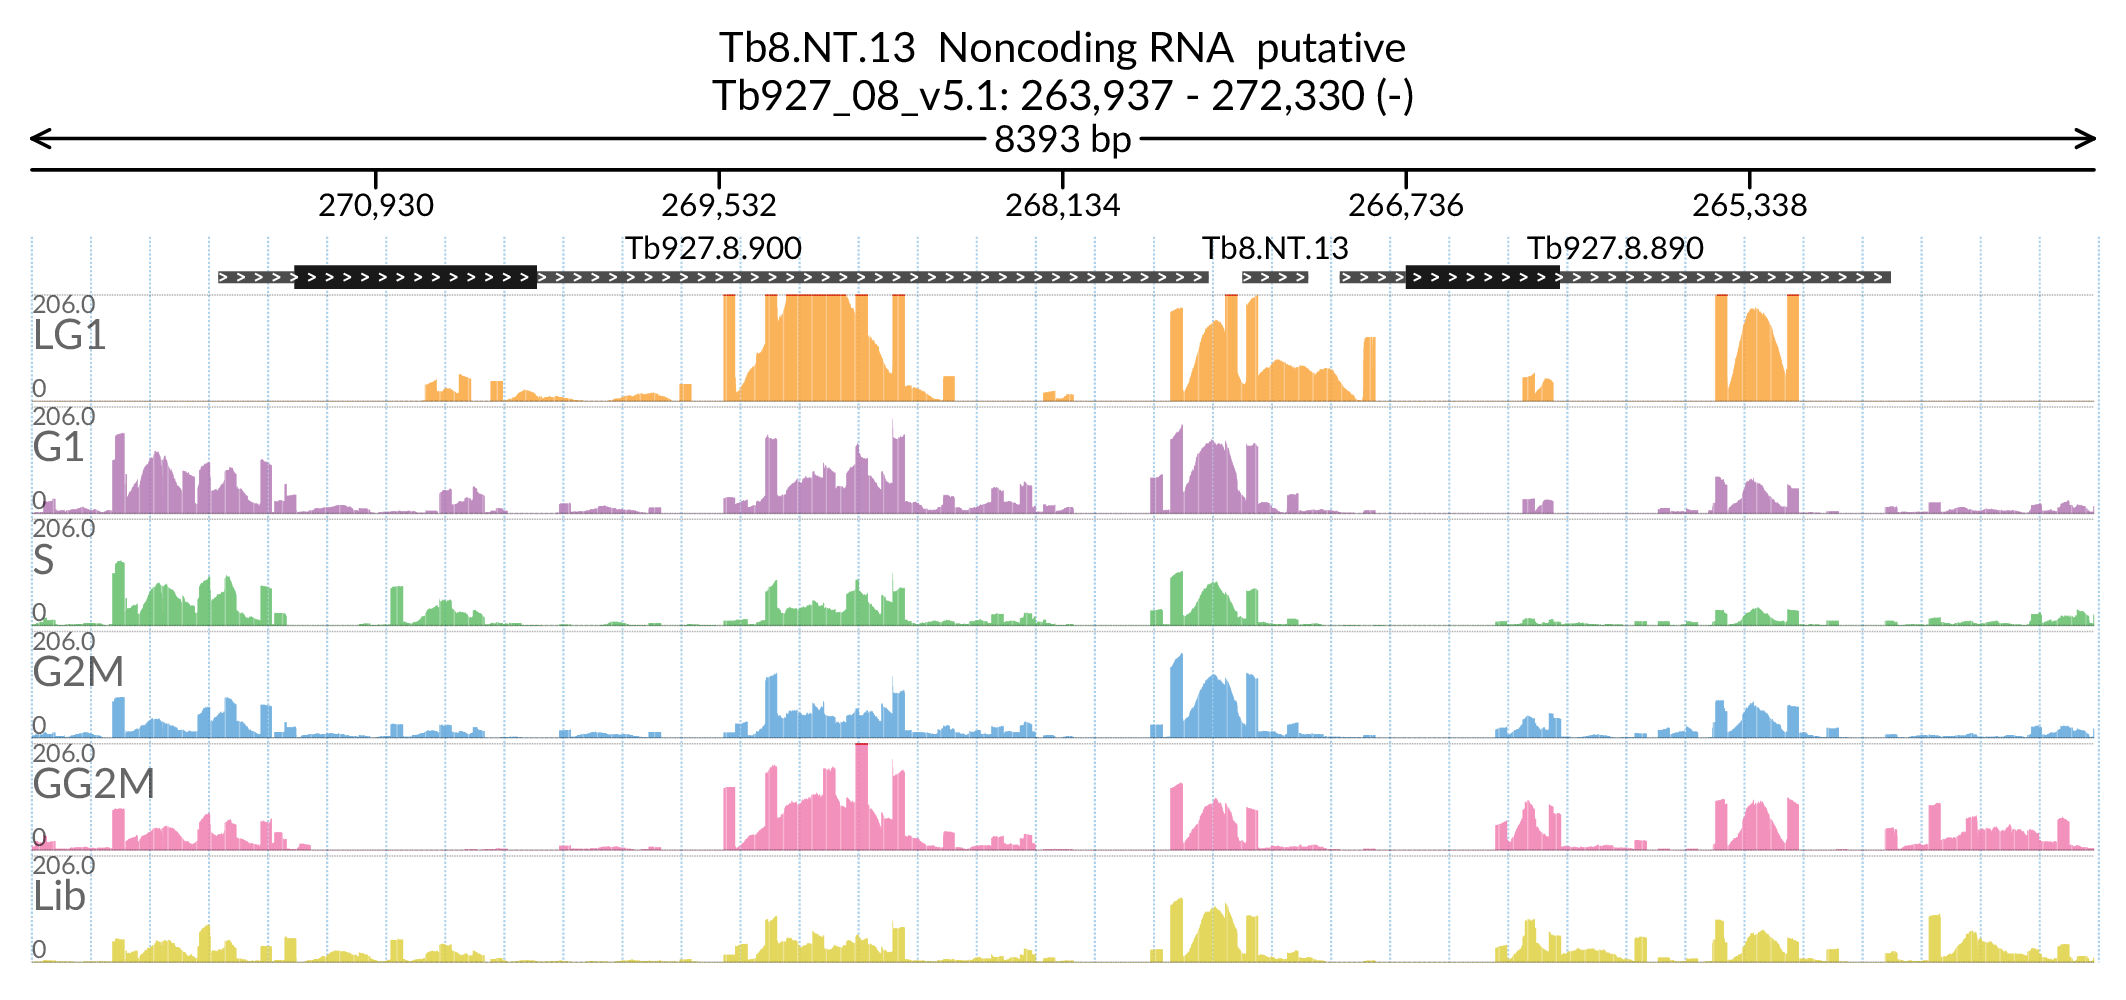 Tb8.NT.13 Noncoding RNA putative
Tb927_08_v5.1: 263,937 - 272,330 (-)
8393 bp
270,930 269,532 268,134 266,736 265,338
Tb927.8.900 Tb8.NT.13 Tb927.8.890
206.0
LG1
0
206.0
G1
0
206.0
S
0
206.0
G2M
0
206.0
GG2M
0
206.0
Lib
0